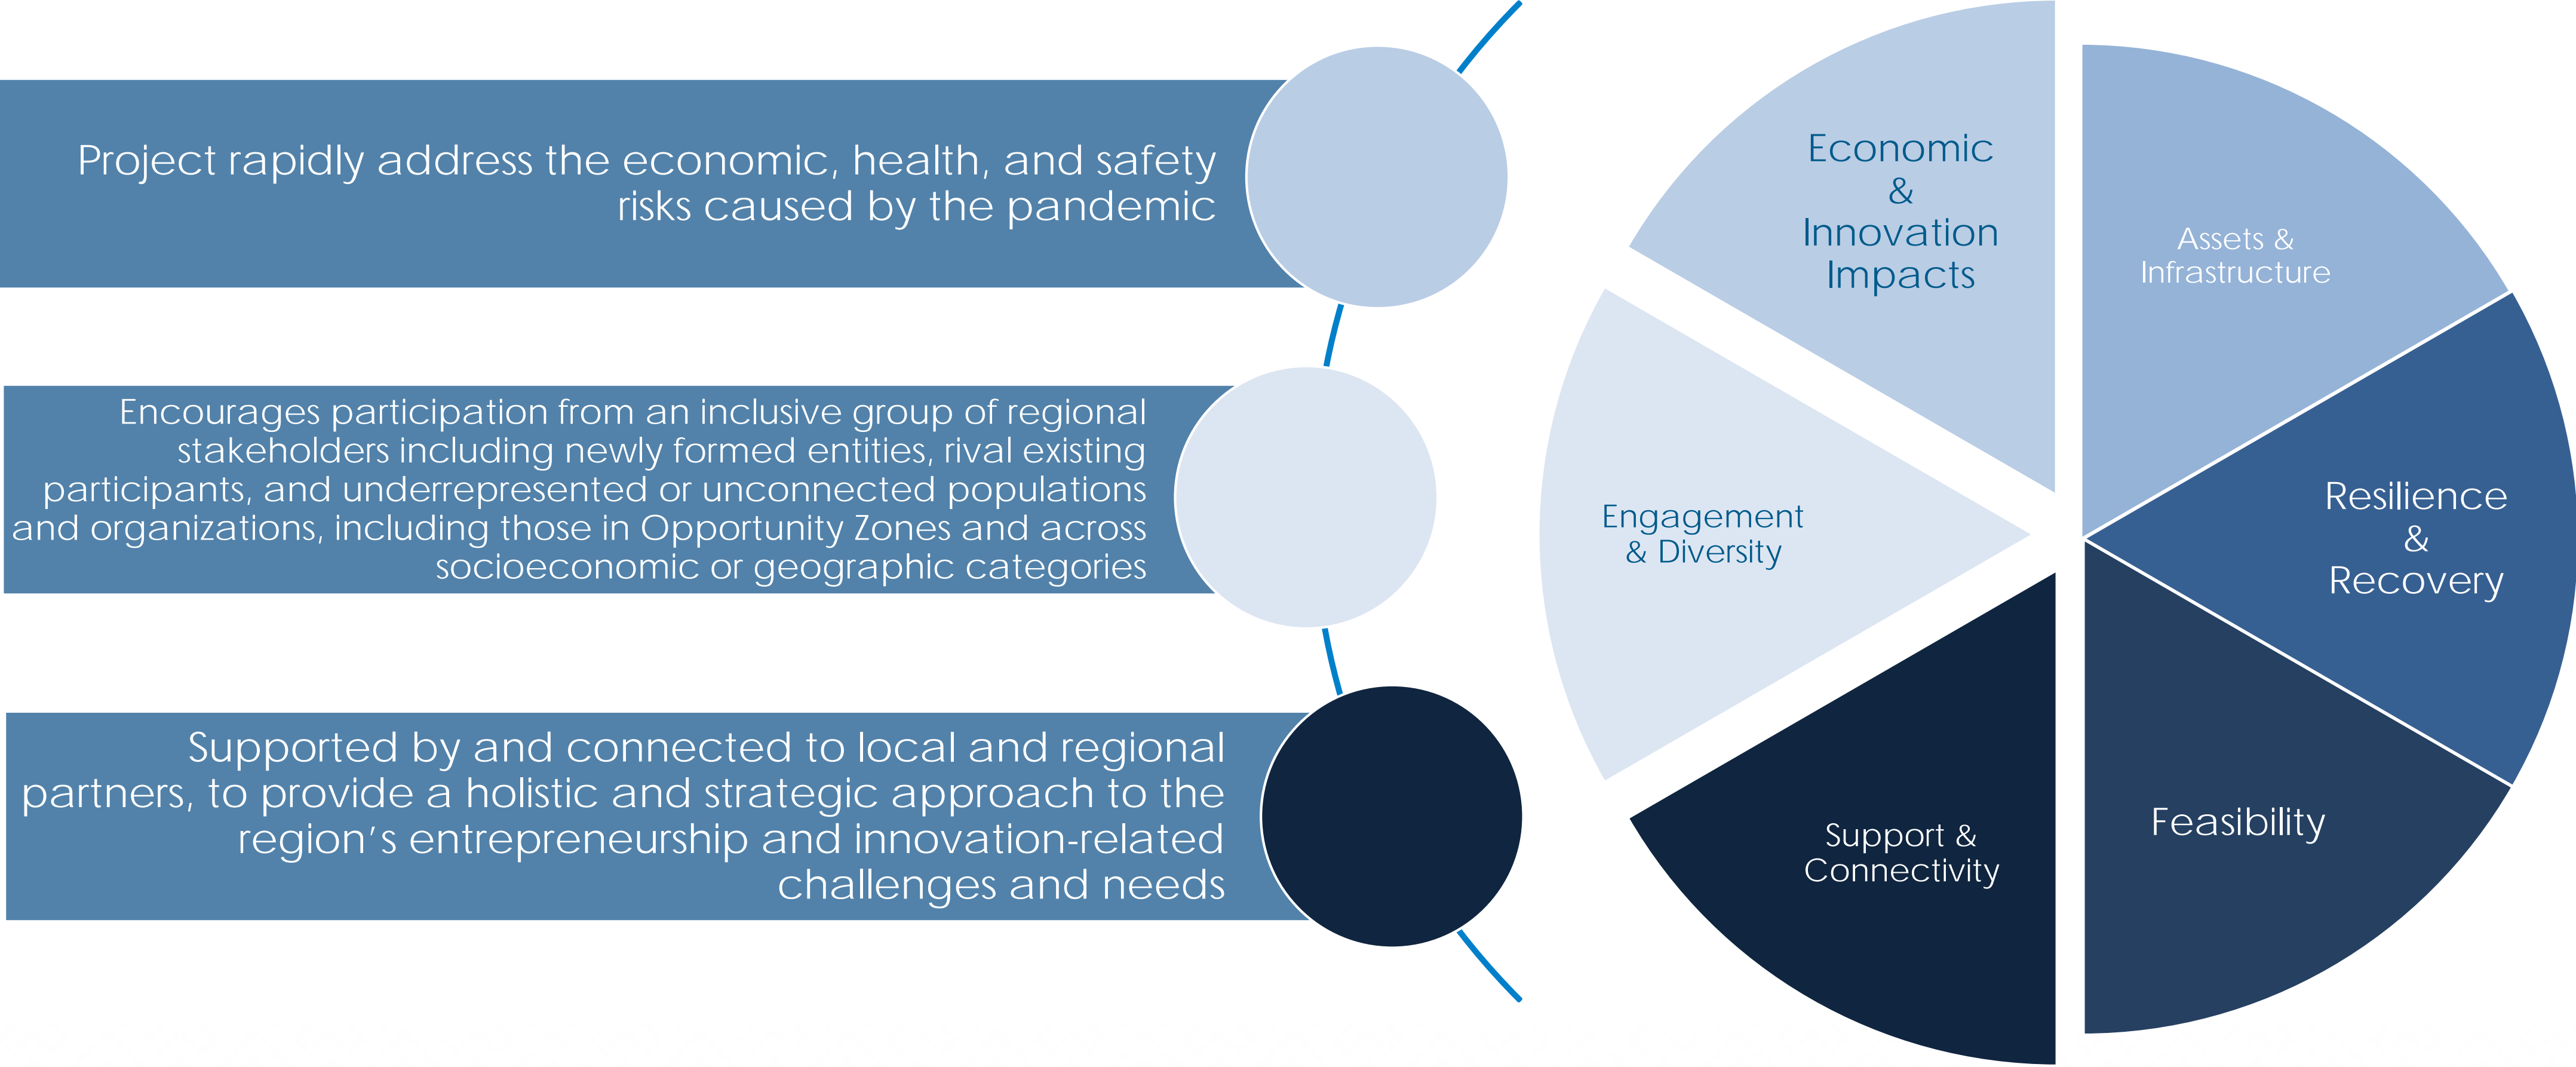 Project rapidly address the economic, health, and safety
risks caused by the pandemic
Encourages participation from an inclusive group of regional
stakeholders including newly formed entities, rival existing
participants, and underrepresented or unconnected populations
and organizations, including those in Opportunity Zones and across
socioeconomic or geographic categories
Supported by and connected to local and regional
partners, to provide a holistic and strategic approach to the
region’s entrepreneurship and innovation-related
challenges and needs
Economic
&
Innovation
Impacts
Assets &
Infrastructure
Engagement
& Diversity
Resilience
&
Recovery
Support &
Connectivity
Feasibility